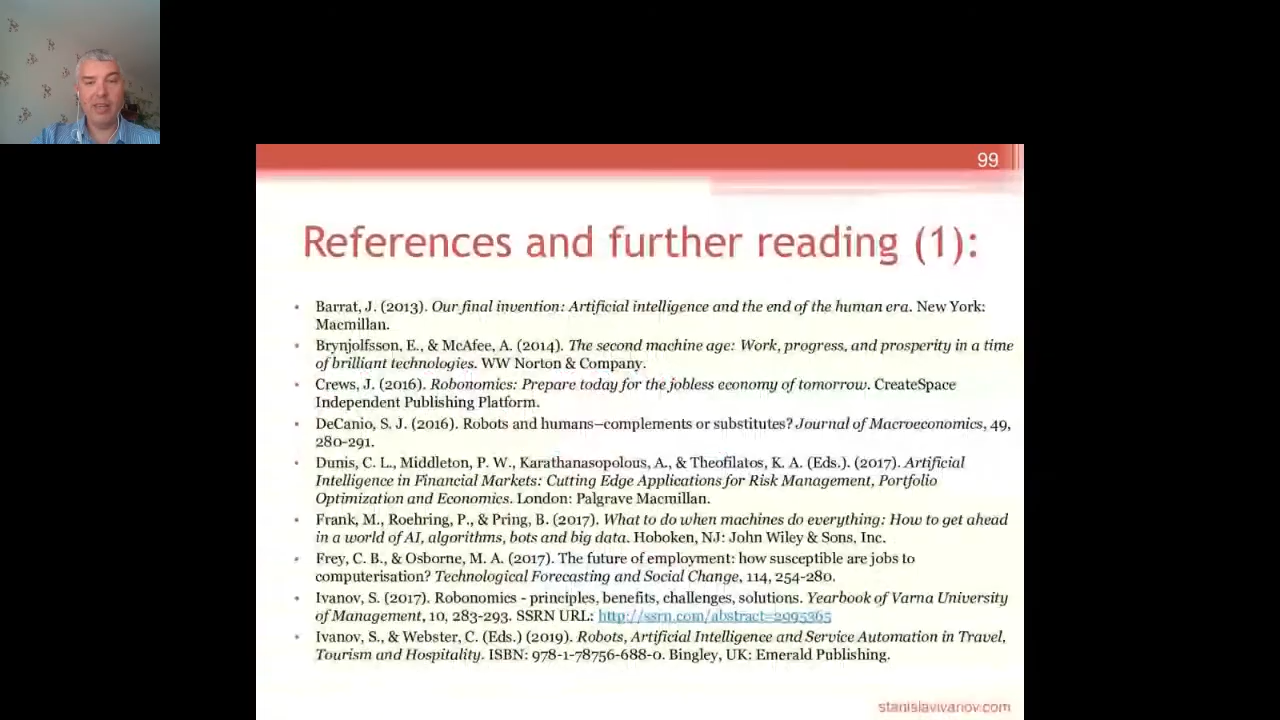 99
References and further reading (1):
• Barrat, J. (2013). Our final invention: Artificial intelligence and the end of the human era. New York:
Macmillan.
• Brynjolfsson, E., & McAfee, A. (2014). The second machine age: Work, progress, and prosperity in a time
of brilliant technologies. WW Norton & Company.
• Crews, J. (2016). Robonomics: Prepare today for the jobless economy of tomorrow. CreateSpace
Independent Publishing Platform.
• DeCanio, S. J. (2016). Robots and humans–complements or substitutes? Journal of Macroeconomics, 49,
280-291.
• Dunis, C. L., Middleton, P. W., Karathanasopolous, A., & Theofilatos, K. A. (Eds.). (2017). Artificial
Intelligence in Financial Markets: Cutting Edge Applications for Risk Management, Portfolio
Optimization and Economics. London: Palgrave Macmillan.
• Frank, M., Roehring, P., & Pring, B. (2017). What to do when machines do everything: How to get ahead
in a world of AI, algorithms, bots and big data. Hoboken, NJ: John Wiley & Sons, Inc.
• Frey, C. B., & Osborne, M. A. (2017). The future of employment: how susceptible are jobs to
computerisation? Technological Forecasting and Social Change, 114, 254-280.
• Ivanov, S. (2017). Robonomics - principles, benefits, challenges, solutions. Yearbook of Varna University
of Management, 10, 283-293. SSRN URL: http://ssrn.com/abstract=2995365
• Ivanov, S., & Webster, C. (Eds.) (2019). Robots, Artificial Intelligence and Service Automation in Travel,
Tourism and Hospitality. ISBN: 978-1-78756-688-0. Bingley, UK: Emerald Publishing.
stanislavivanov.com